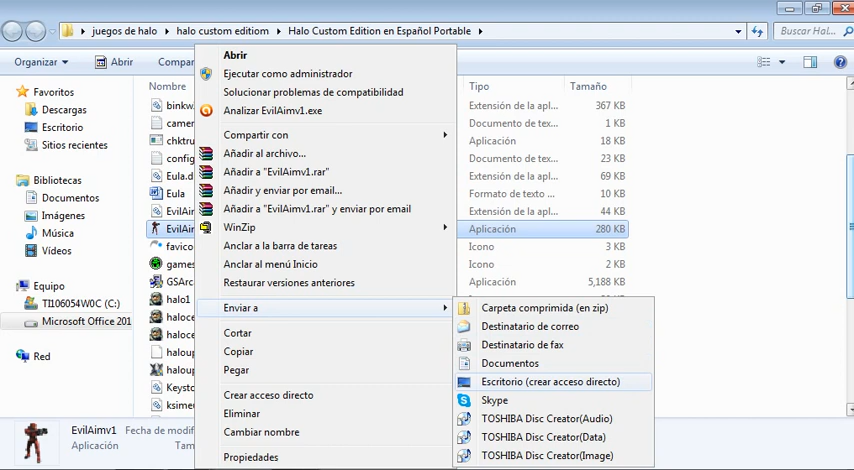 juegos de halo
halo custom editiom
Halo Custom Edition en Español Portable
Buscar Hal...
Organizar
Abrir
Compar
Nombre
Tipo
Tamaño
Favoritos
Descargas
Escritorio
Sitios recientes
Bibliotecas
Documentos
Imágenes
Música
Vídeos
Equipo
TI106054W0C (C:)
Microsoft Office 201
Red
binkw
camer
chktru
config
Eula.d
Eula
EvilAi
EvilAir
favico
games
GSArc
halo1
haloce
haloce
haloup
haloup
Keysto
ksimeu
Abrir
Ejecutar como administrador
Solucionar problemas de compatibilidad
Analizar EvilAimv1.exe
Compartir con
Añadir al archivo...
Añadir a "EvilAimv1.rar"
Añadir y enviar por email...
Añadir a "EvilAimv1.rar" y enviar por email
WinZip
Anclar a la barra de tareas
Anclar al menú Inicio
Restaurar versiones anteriores
Enviar a
Cortar
Copiar
Pegar
Crear acceso directo
Eliminar
Cambiar nombre
Propiedades
Extensión de la apl... 367 KB
Documento de tex... 1 KB
Aplicación 18 KB
Documento de tex... 23 KB
Extensión de la apl... 69 KB
Formato de texto ... 10 KB
Extensión de la apl... 44 KB
Aplicación 280 KB
Icono 3 KB
Icono 2 KB
Aplicación 5,188 KB
Carpeta comprimida (en zip)
Destinatario de correo
Destinatario de fax
Documentos
Escritorio (crear acceso directo)
Skype
TOSHIBA Disc Creator(Audio)
TOSHIBA Disc Creator(Data)
TOSHIBA Disc Creator(Image)
EvilAimv1 Fecha de modif
Aplicación Tam